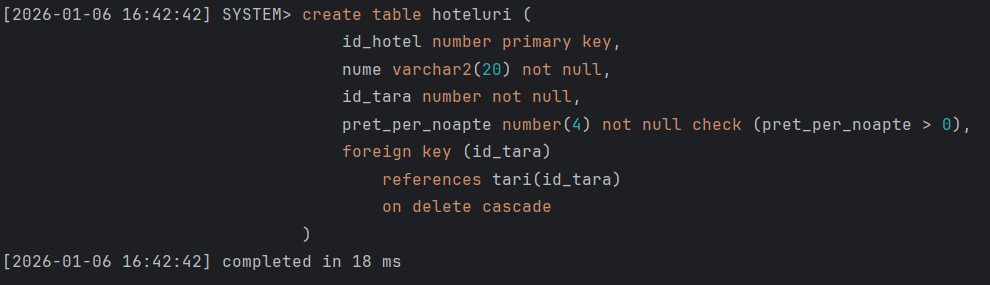 [2026-01-06 16:42:42] SYSTEM> create table hoteluri (
id_hotel number primary key,
nume varchar2(20) not null,
id_tara number not null,
pret_per_noapte number(4) not null check (pret_per_noapte > 0),
foreign key (id_tara)
references tari(id_tara)
on delete cascade
)
[2026-01-06 16:42:42] completed in 18 ms